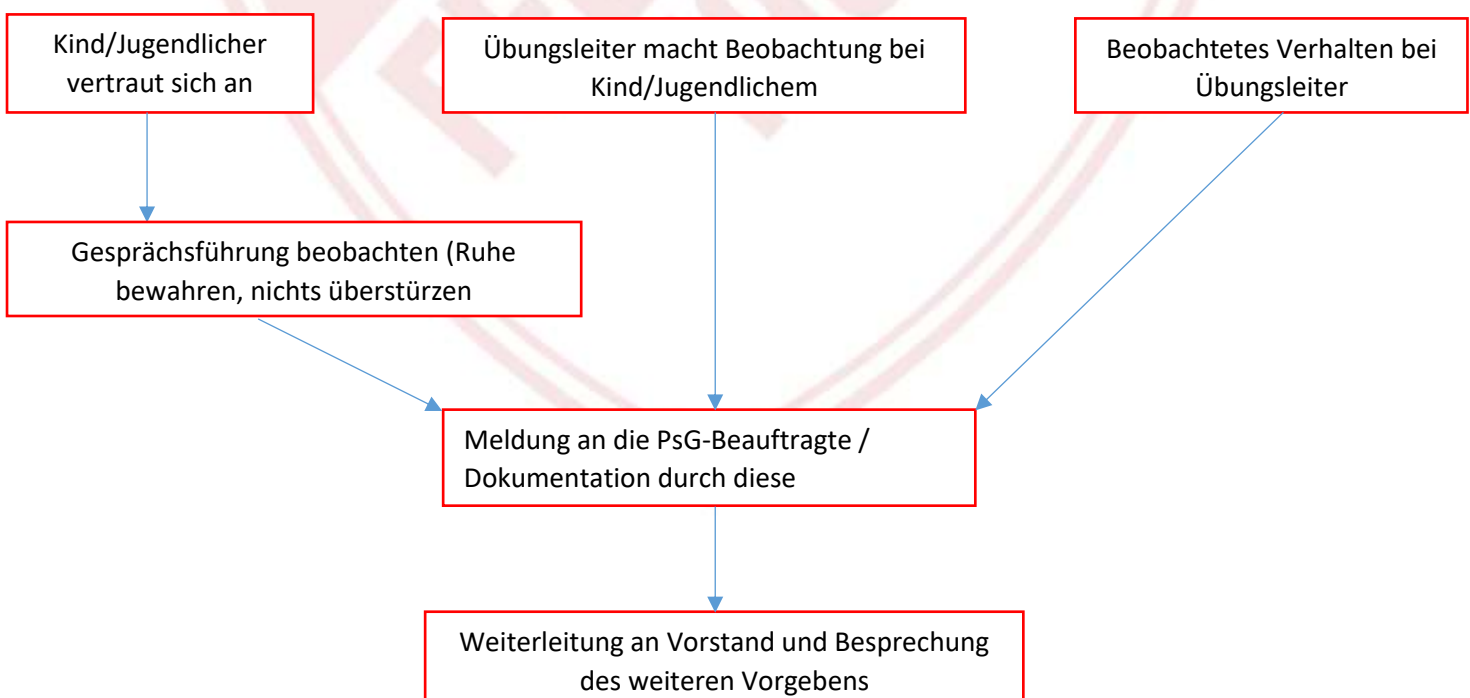 Kind/Jugendlicher
vertraut sich an
Übungsleiter macht Beobachtung bei
Kind/Jugendlichem
Beobachtetes Verhalten bei
Übungsleiter
Gesprächsführung beobachten (Ruhe
bewahren, nichts überstürzen
Meldung an die PsG-Beauftragte /
Dokumentation durch diese
Weiterleitung an Vorstand und Besprechung
des weiteren Vorgebens